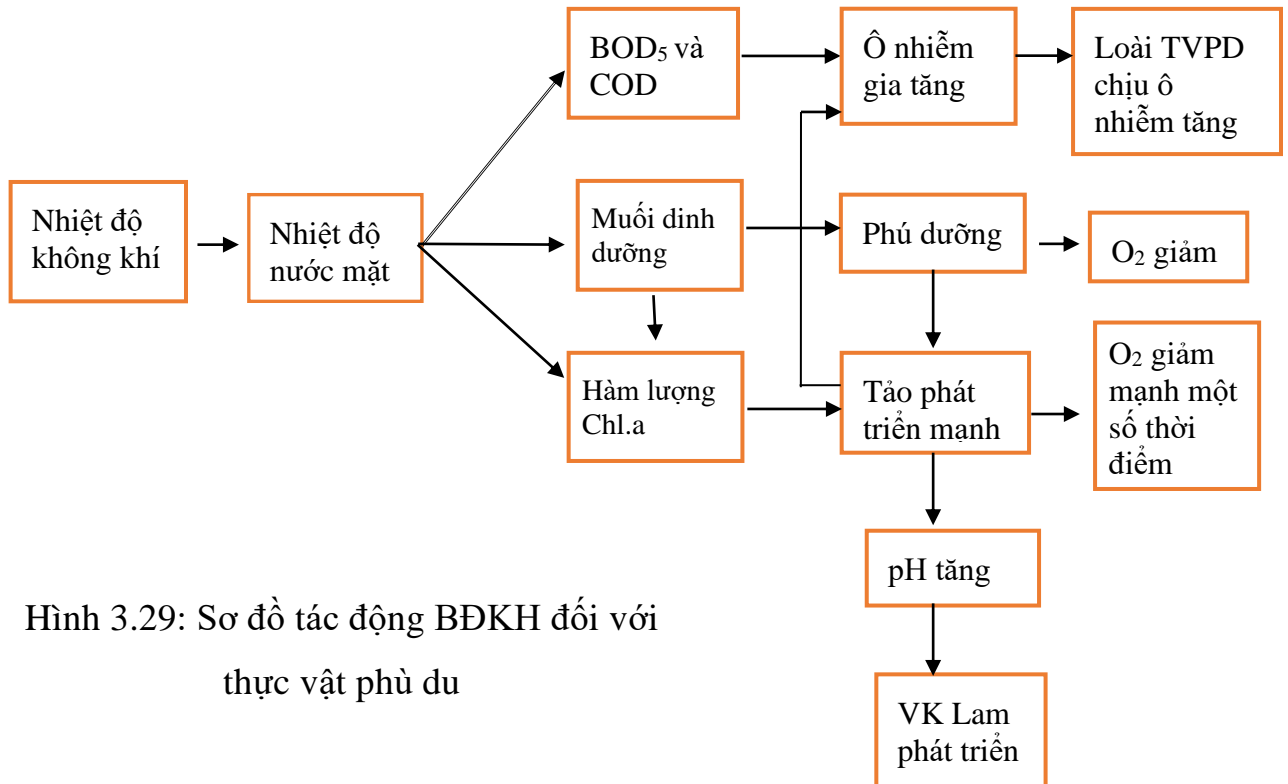 BOD₅ và
COD
Ô nhiễm
gia tăng
Loài TVPD
chịu ô
nhiễm tăng
Nhiệt độ
không khí
Nhiệt độ
nước mặt
Muối dinh
dưỡng
Phú dưỡng
O₂ giảm
Hàm lượng
Chl.a
Tảo phát
triển mạnh
O₂ giảm
mạnh một
số thời
điểm
pH tăng
VK Lam
phát triển
Hình 3.29: Sơ đồ tác động BĐKH đối với
thực vật phù du